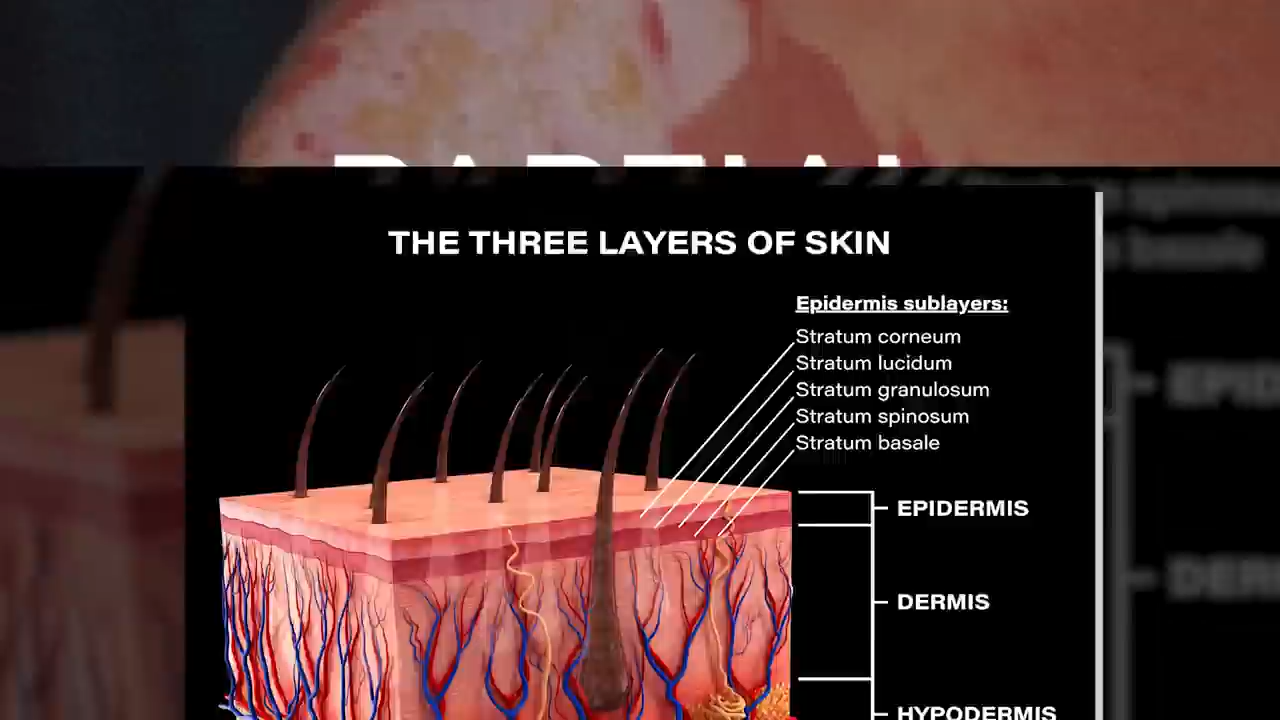 THE THREE LAYERS OF SKIN
Epidermis sublayers:
Stratum corneum
Stratum lucidum
Stratum granulosum
Stratum spinosum
Stratum basale
EPIDERMIS
DERMIS
HYPODERMIS